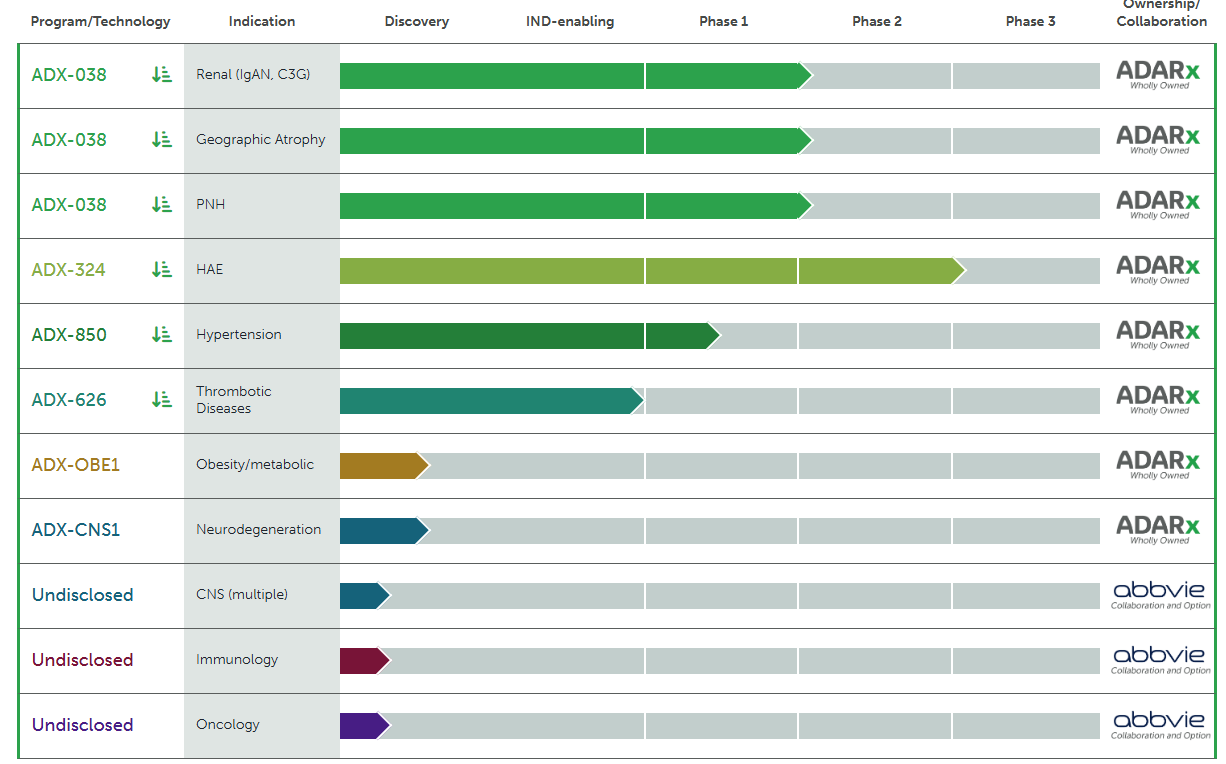 Program/Technology Indication Discovery IND-enabling Phase 1 Phase 2 Phase 3 Ownership/
Collaboration
ADX-038 Renal (IgAN, C3G) ADARx
Wholly Owned
ADX-038 Geographic Atrophy ADARx
Wholly Owned
ADX-038 PNH ADARx
Wholly Owned
ADX-324 HAE ADARx
Wholly Owned
ADX-850 Hypertension ADARx
Wholly Owned
ADX-626 Thrombotic
Diseases ADARx
Wholly Owned
ADX-OBE1 Obesity/metabolic ADARx
Wholly Owned
ADX-CNS1 Neurodegeneration ADARx
Wholly Owned
Undisclosed CNS (multiple) abbvie
Collaboration and Option
Undisclosed Immunology abbvie
Collaboration and Option
Undisclosed Oncology abbvie
Collaboration and Option